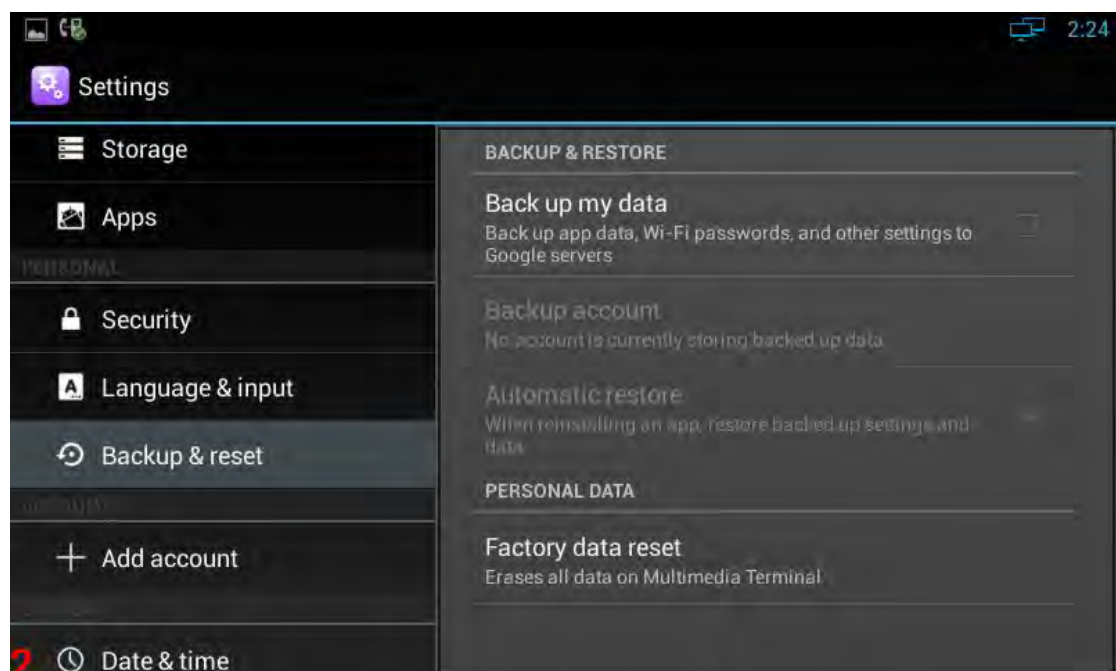 2:24
Settings
Storage
Apps
PERSONAL
Security
Language & input
Backup & reset
Add account
2
Date & time
BACKUP & RESTORE
Back up my data
Back up app data, Wi-Fi passwords, and other settings to
Google servers
Backup account
No account is currently storing backed up data
Automatic restore
When reinstalling an app, restore backed up settings and
data
PERSONAL DATA
Factory data reset
Erases all data on Multimedia Terminal